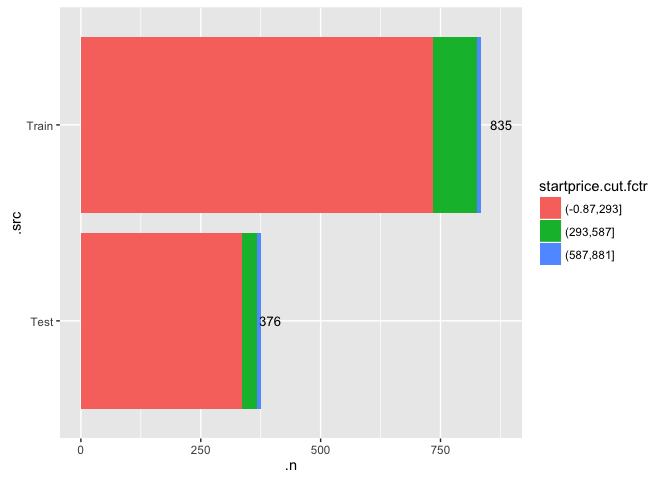 Train
835
.src
Test
376
0
250
500
750
.n
startprice.cut.fctr
(-0.87,293]
(293,587]
(587,881]